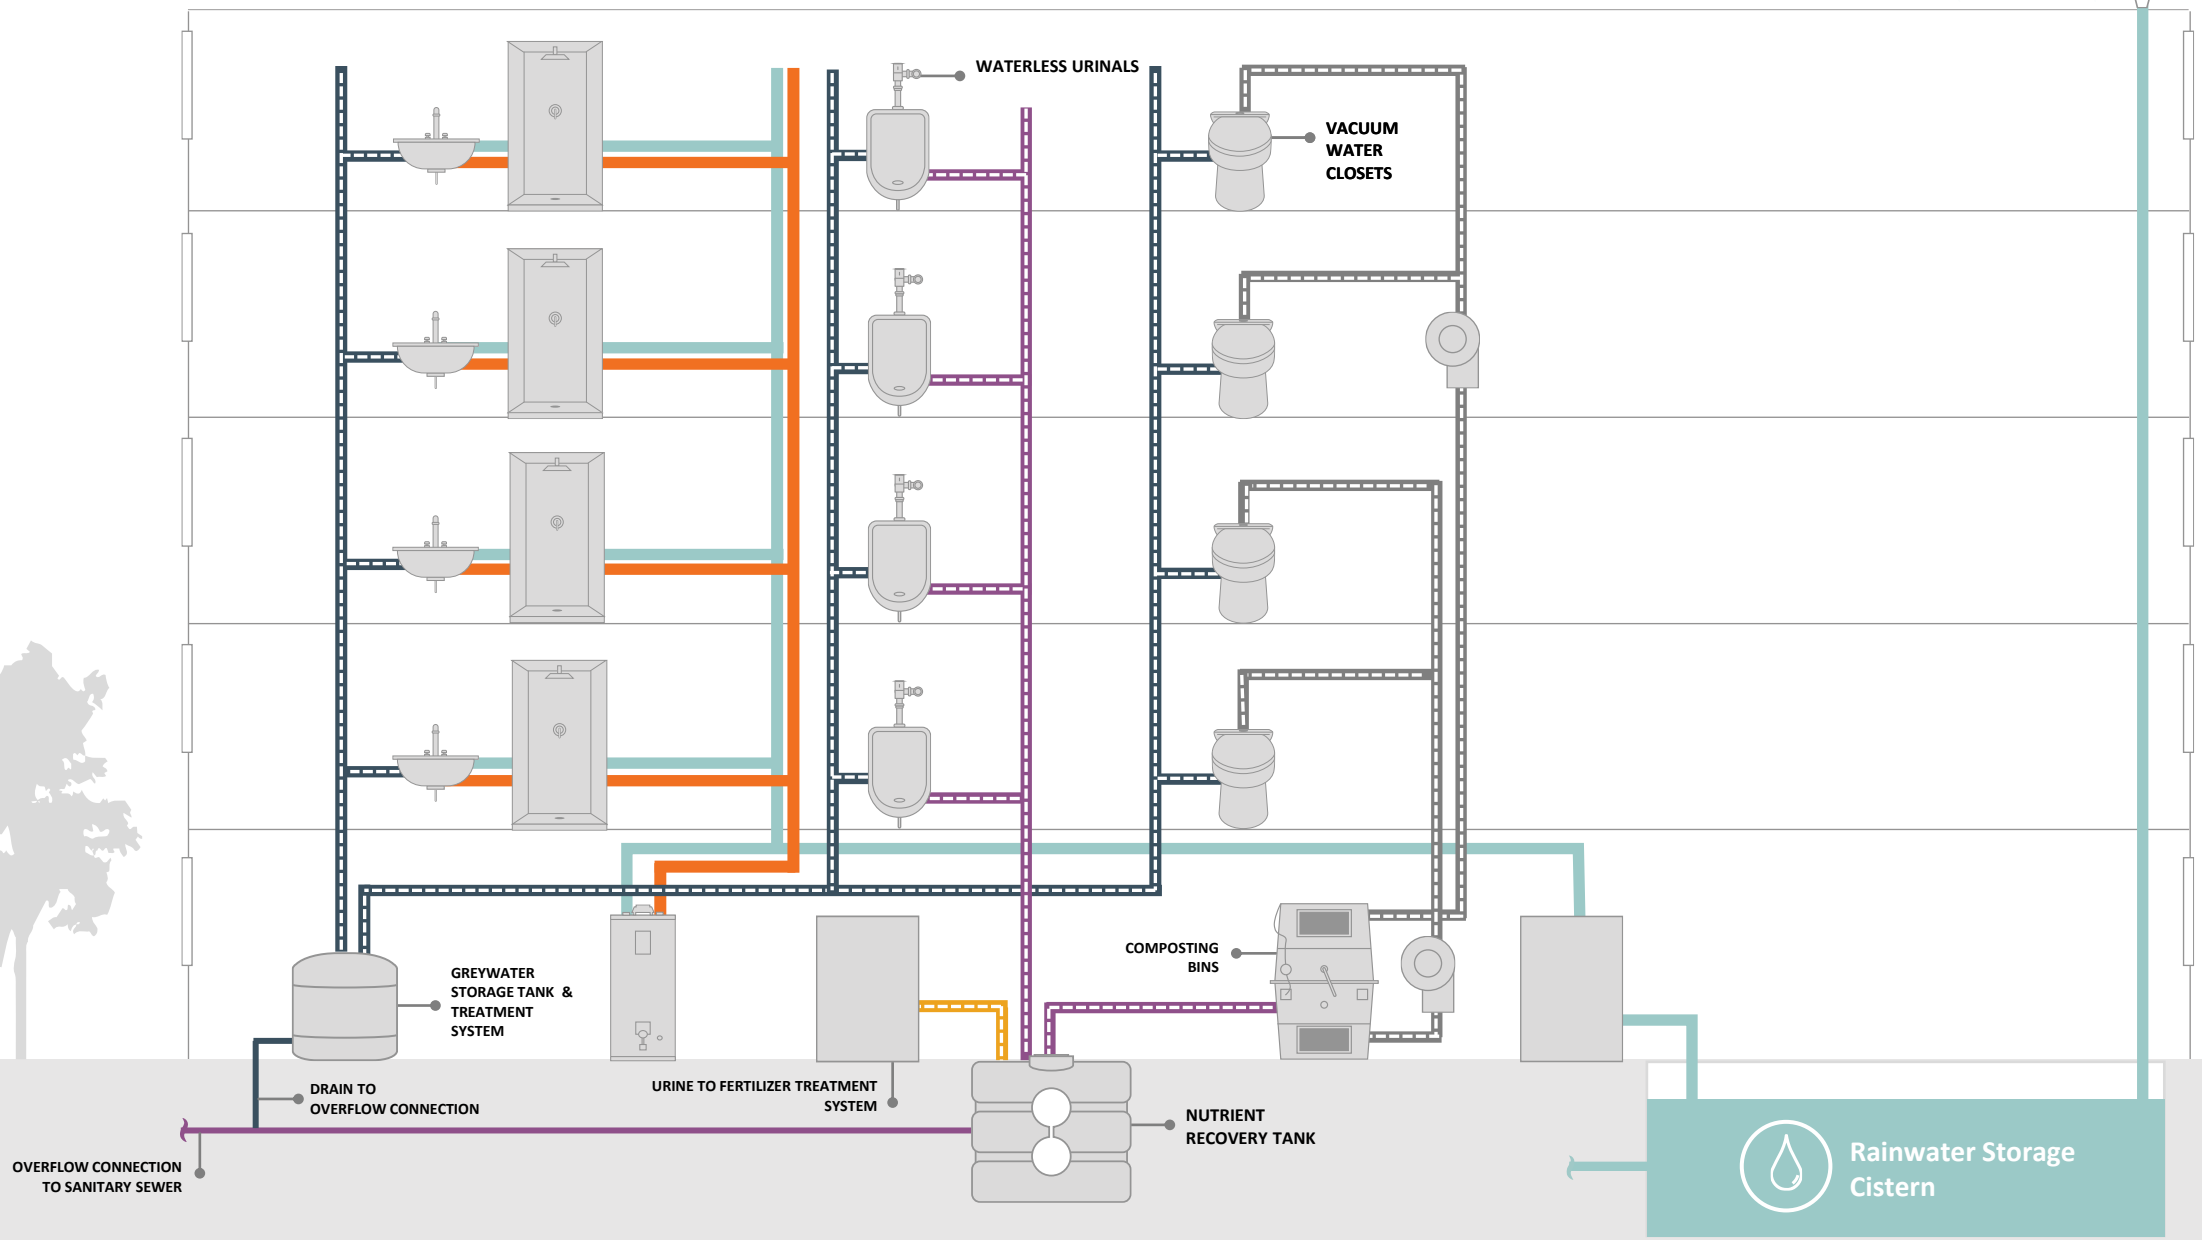 WATERLESS URINALS
VACUUM
WATER
CLOSETS
COMPOSTING
BINS
GREYWATER
STORAGE TANK &
TREATMENT
SYSTEM
DRAIN TO
OVERFLOW CONNECTION
URINE TO FERTILIZER TREATMENT
SYSTEM
NUTRIENT
RECOVERY TANK
OVERFLOW CONNECTION
TO SANITARY SEWER
Rainwater Storage
Cistern